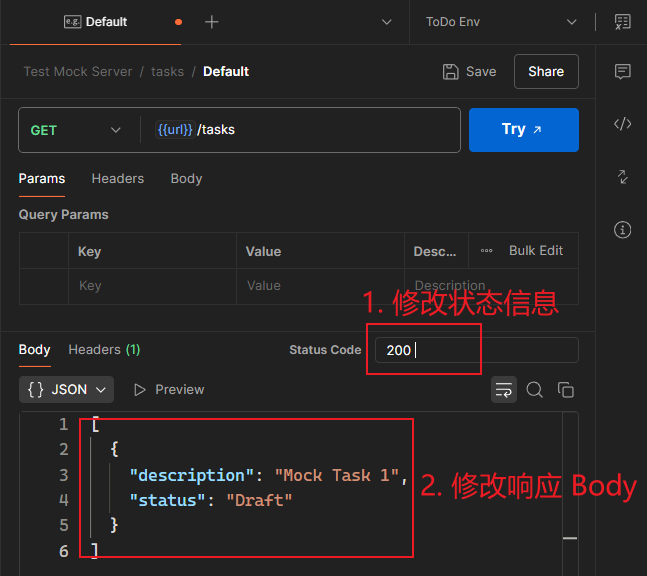 e.g. Default
ToDo Env
Test Mock Server / tasks / Default
Save
Share
GET
{{url}} /tasks
Try ↗
Params Headers Body
Query Params
Key Value Desc... ••• Bulk Edit
Key Value Description
1. 修改状态信息
Body Headers (1) Status Code 200
{} JSON Preview
1 [
2 {
3 "description": "Mock Task 1",
4 "status": "Draft"
5 }
6 ]
2. 修改响应 Body